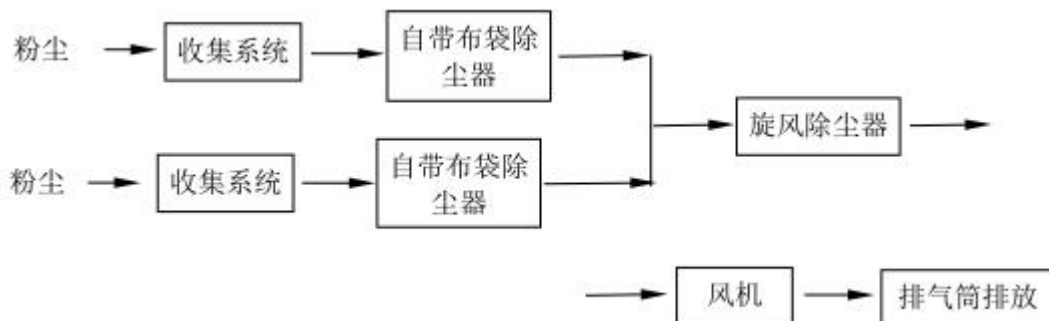 粉尘
收集系统
自带布袋除
尘器
旋风除尘器
粉尘
收集系统
自带布袋除
尘器
风机
排气筒排放